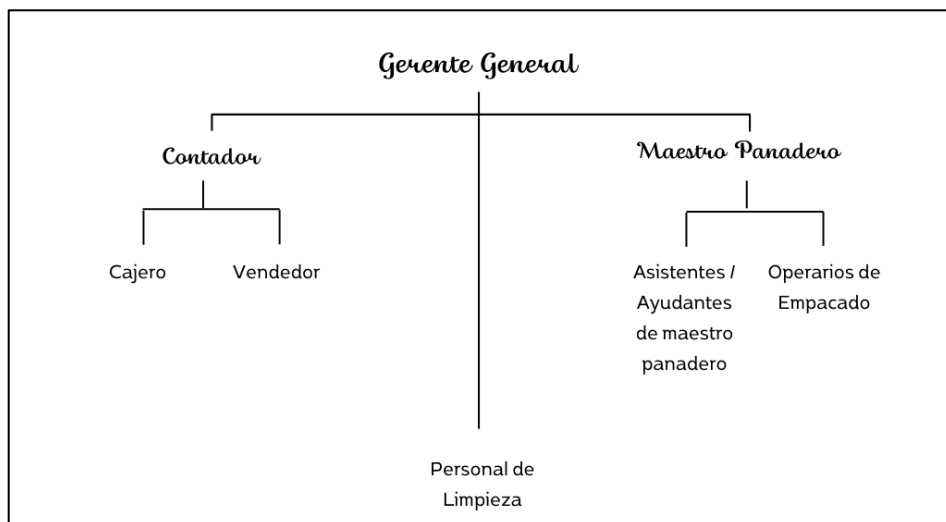 Gerente General
Contador
Maestro Panadero
Cajero
Vendedor
Asistentes /
Ayudantes
de maestro
panadero
Operarios de
Empacado
Personal de
Limpieza